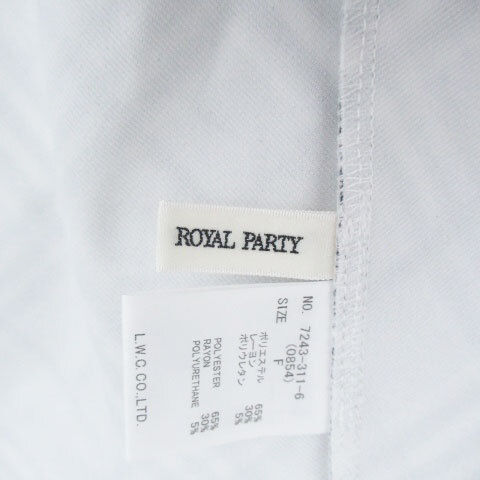 ROYAL PARTY
NO. 7243-311-6
(0854)
SIZE F
ポリエステル 65%
レーヨン 30%
ポリウレタン 5%
POLYESTER 65%
RAYON 30%
POLYURETHANE 5%
L.W.C.CO.,LTD.